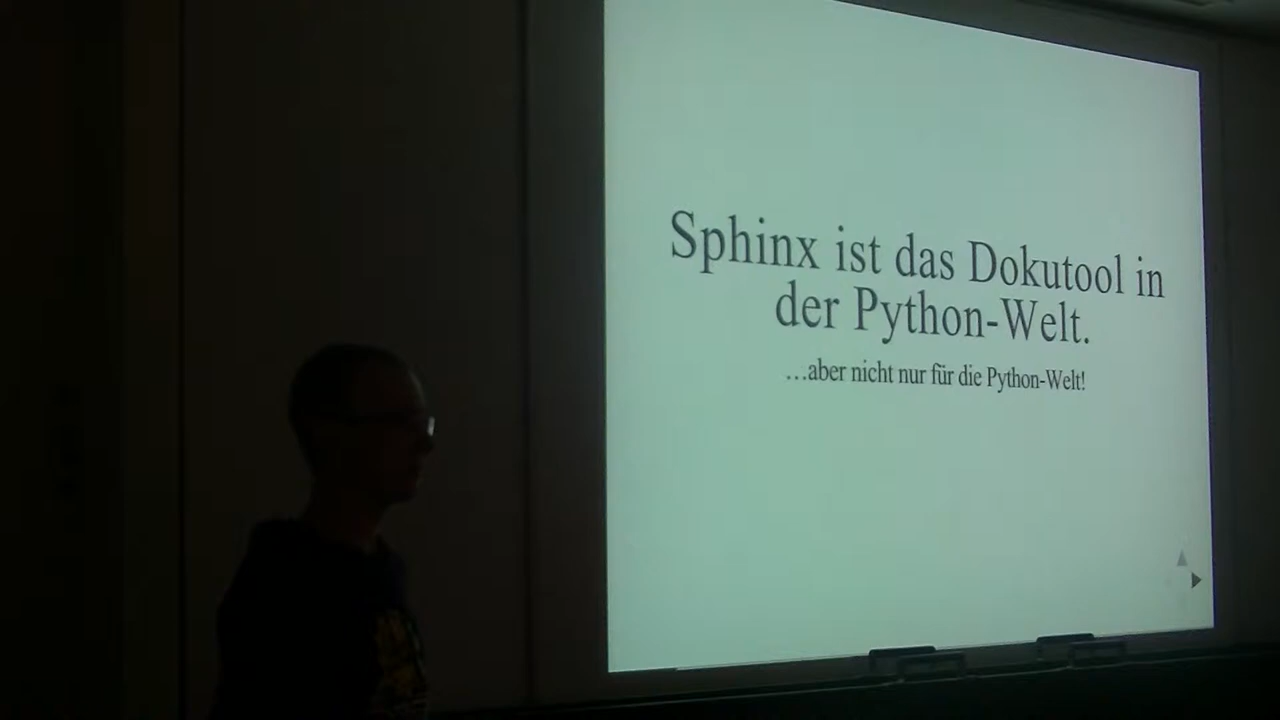 Sphinx ist das Dokutool in
der Python-Welt.
…aber nicht nur für die Python-Welt!